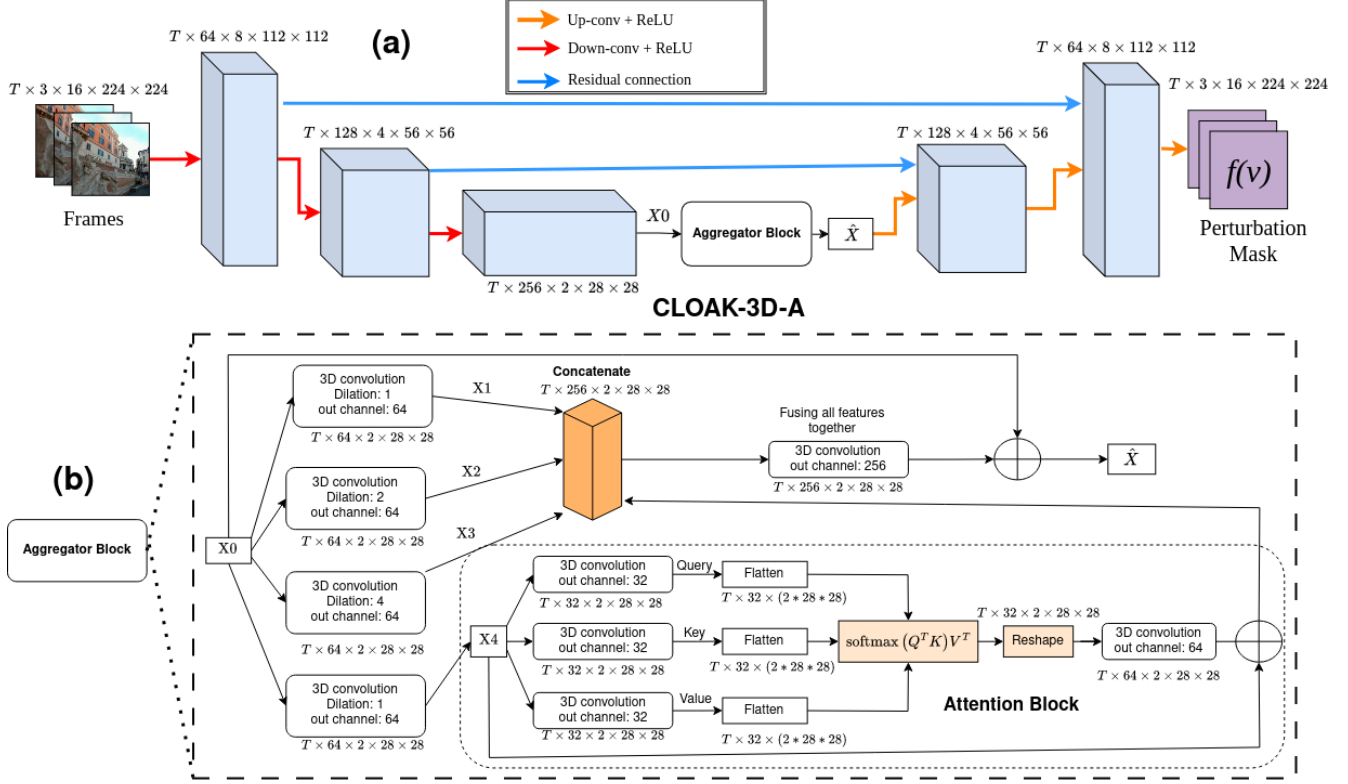 (a)
Up-conv + ReLU
Down-conv + ReLU
Residual connection
T × 3 × 16 × 224 × 224
Frames
T × 64 × 8 × 112 × 112
T × 128 × 4 × 56 × 56
T × 256 × 2 × 28 × 28
X0
Aggregator Block
X̂
T × 128 × 4 × 56 × 56
T × 64 × 8 × 112 × 112
T × 3 × 16 × 224 × 224
f(v)
Perturbation
Mask
CLOAK-3D-A
(b)
Aggregator Block
X0
3D convolution
Dilation: 1
out channel: 64
T × 64 × 2 × 28 × 28
X1
3D convolution
Dilation: 2
out channel: 64
T × 64 × 2 × 28 × 28
X2
3D convolution
Dilation: 4
out channel: 64
T × 64 × 2 × 28 × 28
X3
3D convolution
Dilation: 1
out channel: 64
T × 64 × 2 × 28 × 28
Concatenate
T × 256 × 2 × 28 × 28
Fusing all features
together
3D convolution
out channel: 256
T × 256 × 2 × 28 × 28
X̂
X4
3D convolution
out channel: 32
T × 32 × 2 × 28 × 28
Query
Flatten
T × 32 × (2 * 28 * 28)
3D convolution
out channel: 32
T × 32 × 2 × 28 × 28
Key
Flatten
T × 32 × (2 * 28 * 28)
3D convolution
out channel: 32
T × 32 × 2 × 28 × 28
Value
Flatten
T × 32 × (2 * 28 * 28)
softmax (Q^T K) V^T
T × 32 × 2 × 28 × 28
Reshape
3D convolution
out channel: 64
T × 64 × 2 × 28 × 28
Attention Block